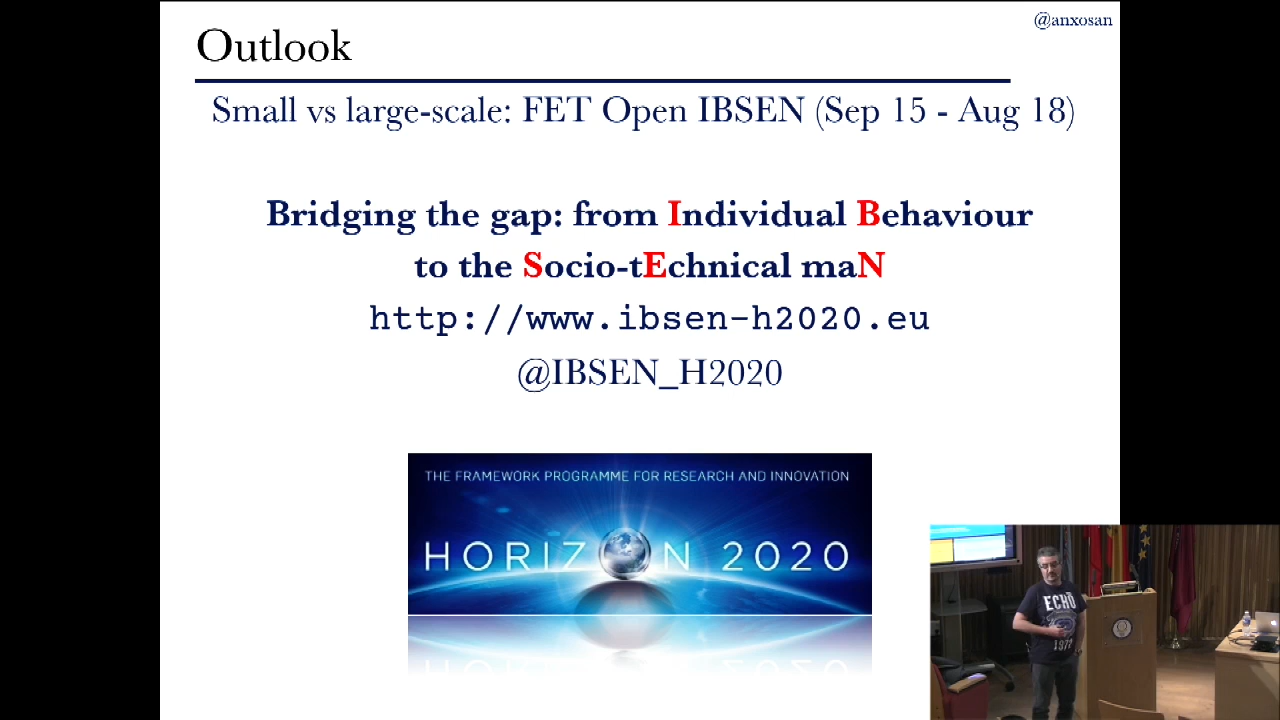 @anxosan
Outlook
Small vs large-scale: FET Open IBSEN (Sep 15 - Aug 18)
Bridging the gap: from Individual Behaviour
to the Socio-tEchnical maN
http://www.ibsen-h2020.eu
@IBSEN_H2020
THE FRAMEWORK PROGRAMME FOR RESEARCH AND INNOVATION
HORIZON 2020
ECKŌ
1972